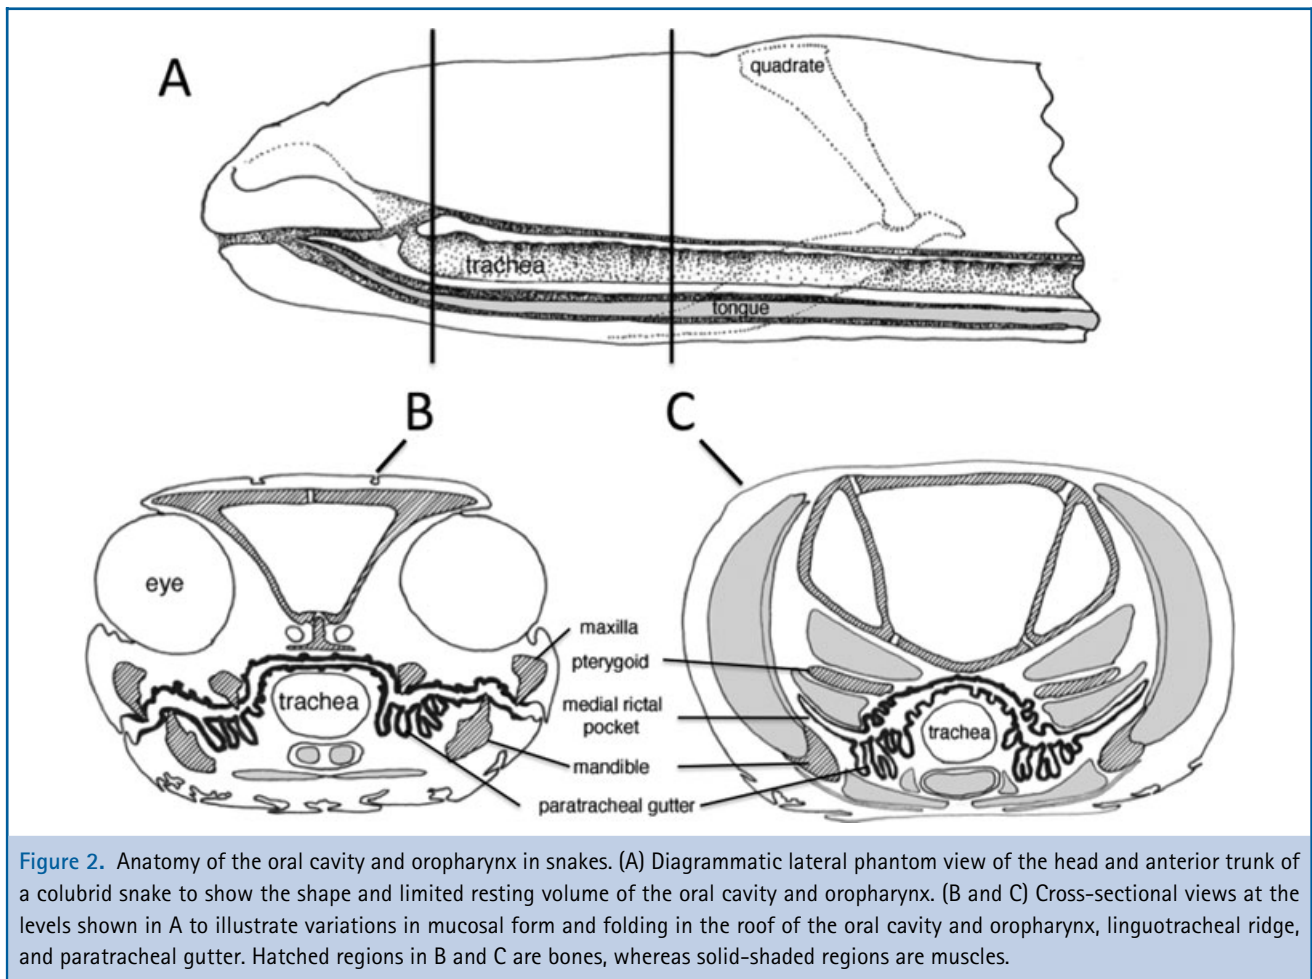 A
quadrate
trachea
tongue
B
C
eye
maxilla
pterygoid
trachea
medial rictal
pocket
trachea
mandible
paratracheal gutter
Figure 2. Anatomy of the oral cavity and oropharynx in snakes. (A) Diagrammatic lateral phantom view of the head and anterior trunk of
a colubrid snake to show the shape and limited resting volume of the oral cavity and oropharynx. (B and C) Cross-sectional views at the
levels shown in A to illustrate variations in mucosal form and folding in the roof of the oral cavity and oropharynx, linguotracheal ridge,
and paratracheal gutter. Hatched regions in B and C are bones, whereas solid-shaded regions are muscles.